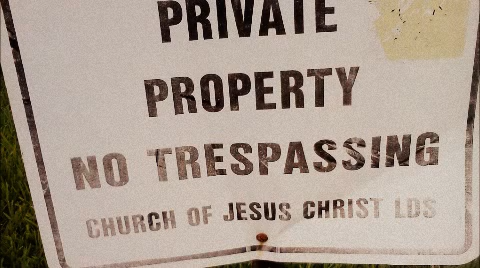 PRIVATE
PROPERTY
NO TRESPASSING
CHURCH OF JESUS CHRIST LDS